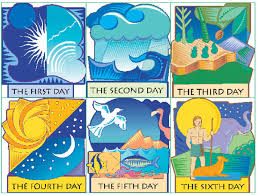 THE FIRST DAY
THE SECOND DAY
THE THIRD DAY
THE FOURTH DAY
THE FIFTH DAY
THE SIXTH DAY